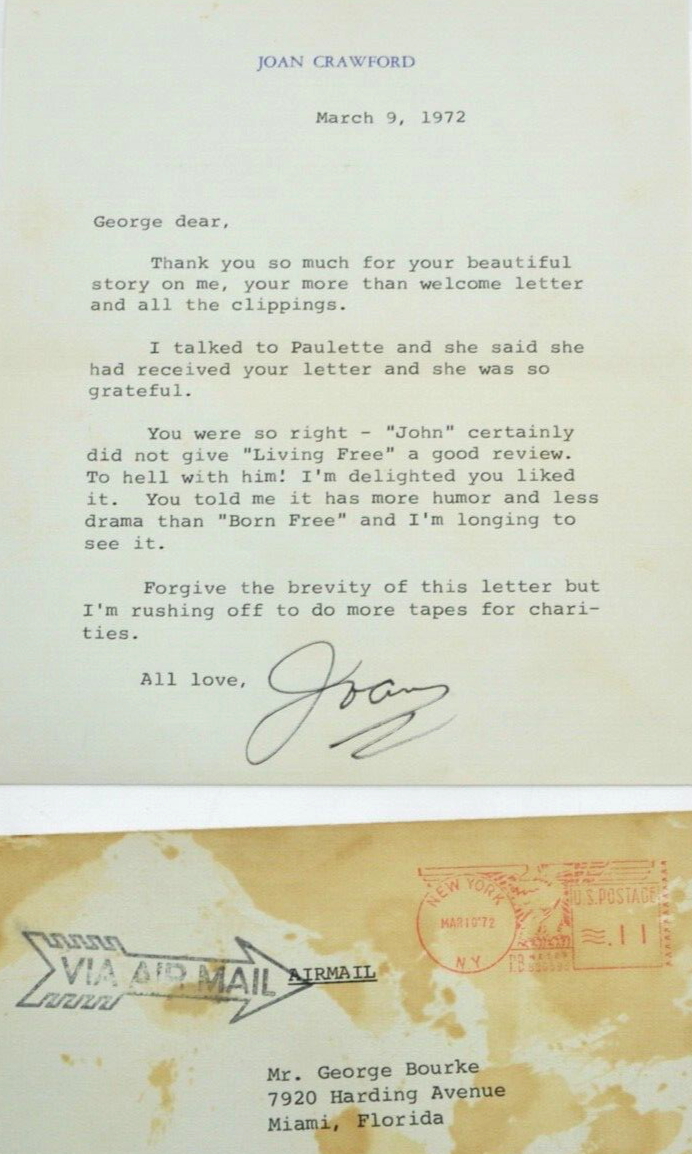 JOAN CRAWFORD
March 9, 1972
George dear,
Thank you so much for your beautiful
story on me, your more than welcome letter
and all the clippings.
I talked to Paulette and she said she
had received your letter and she was so
grateful.
You were so right - "John" certainly
did not give "Living Free" a good review.
To hell with him! I'm delighted you liked
it. You told me it has more humor and less
drama than "Born Free" and I'm longing to
see it.
Forgive the brevity of this letter but
I'm rushing off to do more tapes for chari-
ties.
All love,
Joan
NEW YORK
MAR10'72
N.Y.
U.S.POSTAGE
.11
VIA AIR MAIL
AIRMAIL
Mr. George Bourke
7920 Harding Avenue
Miami, Florida